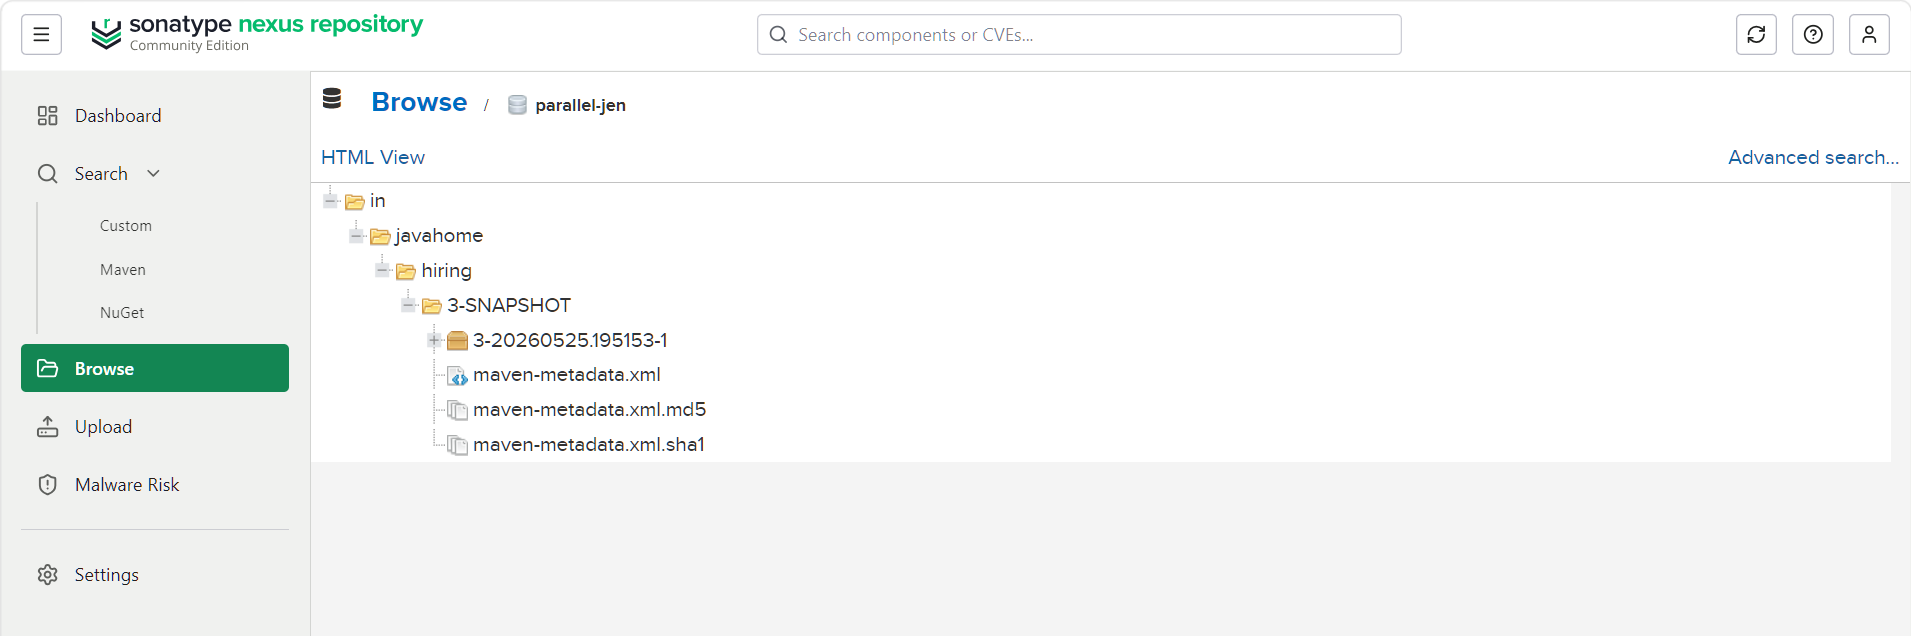 sonatype nexus repository
Community Edition
Search components or CVEs...
Dashboard
Search
Custom
Maven
NuGet
Browse
Upload
Malware Risk
Settings
Browse / parallel-jen
HTML View
Advanced search...
in
javahome
hiring
3-SNAPSHOT
3-20260525.195153-1
maven-metadata.xml
maven-metadata.xml.md5
maven-metadata.xml.sha1